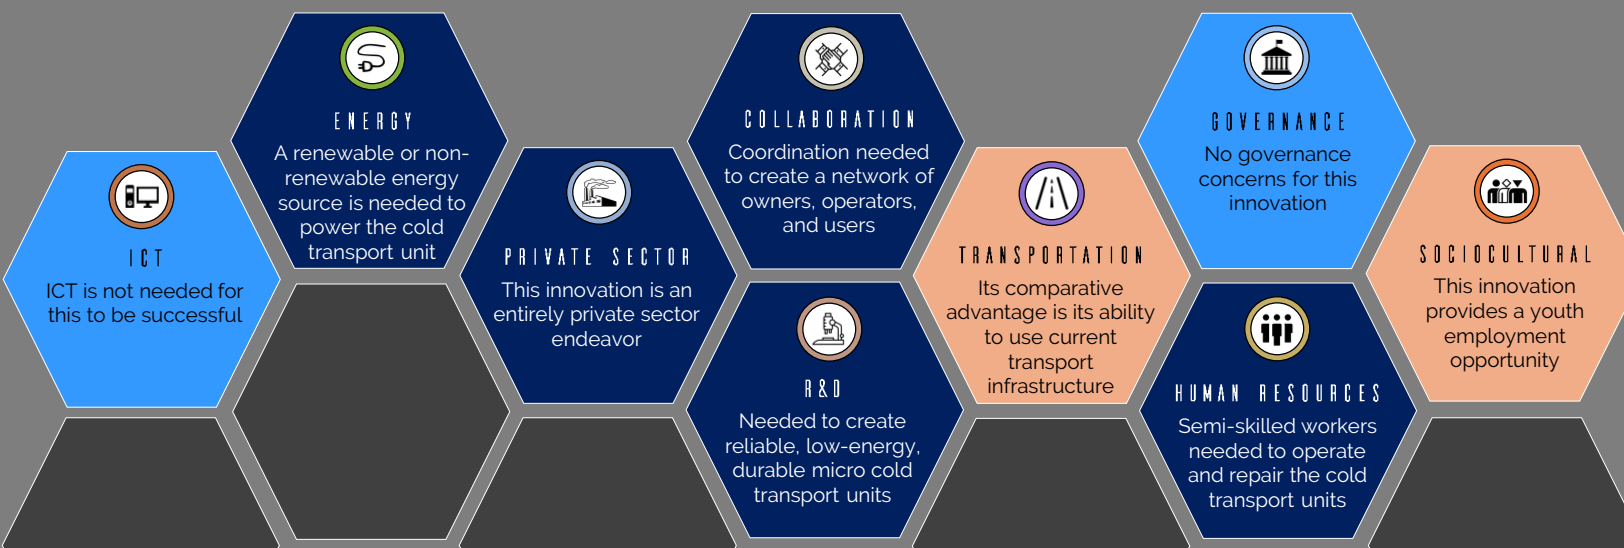 ICT
ICT is not needed for
this to be successful
ENERGY
A renewable or non-
renewable energy
source is needed to
power the cold
transport unit
PRIVATE SECTOR
This innovation is an
entirely private sector
endeavor
COLLABORATION
Coordination needed
to create a network of
owners, operators,
and users
R&D
Needed to create
reliable, low-energy,
durable micro cold
transport units
TRANSPORTATION
Its comparative
advantage is its ability
to use current
transport
infrastructure
GOVERNANCE
No governance
concerns for this
innovation
HUMAN RESOURCES
Semi-skilled workers
needed to operate
and repair the cold
transport units
SOCIOCULTURAL
This innovation
provides a youth
employment
opportunity